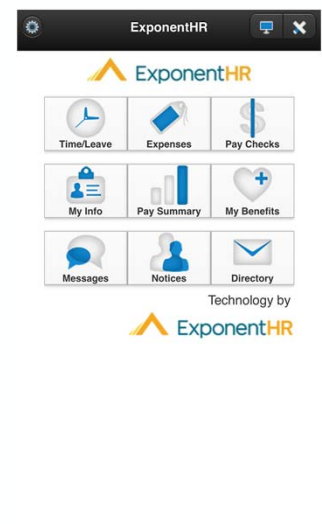 ExponentHR
ExponentHR
Time/Leave Expenses Pay Checks
My Info Pay Summary My Benefits
Messages Notices Directory
Technology by
ExponentHR